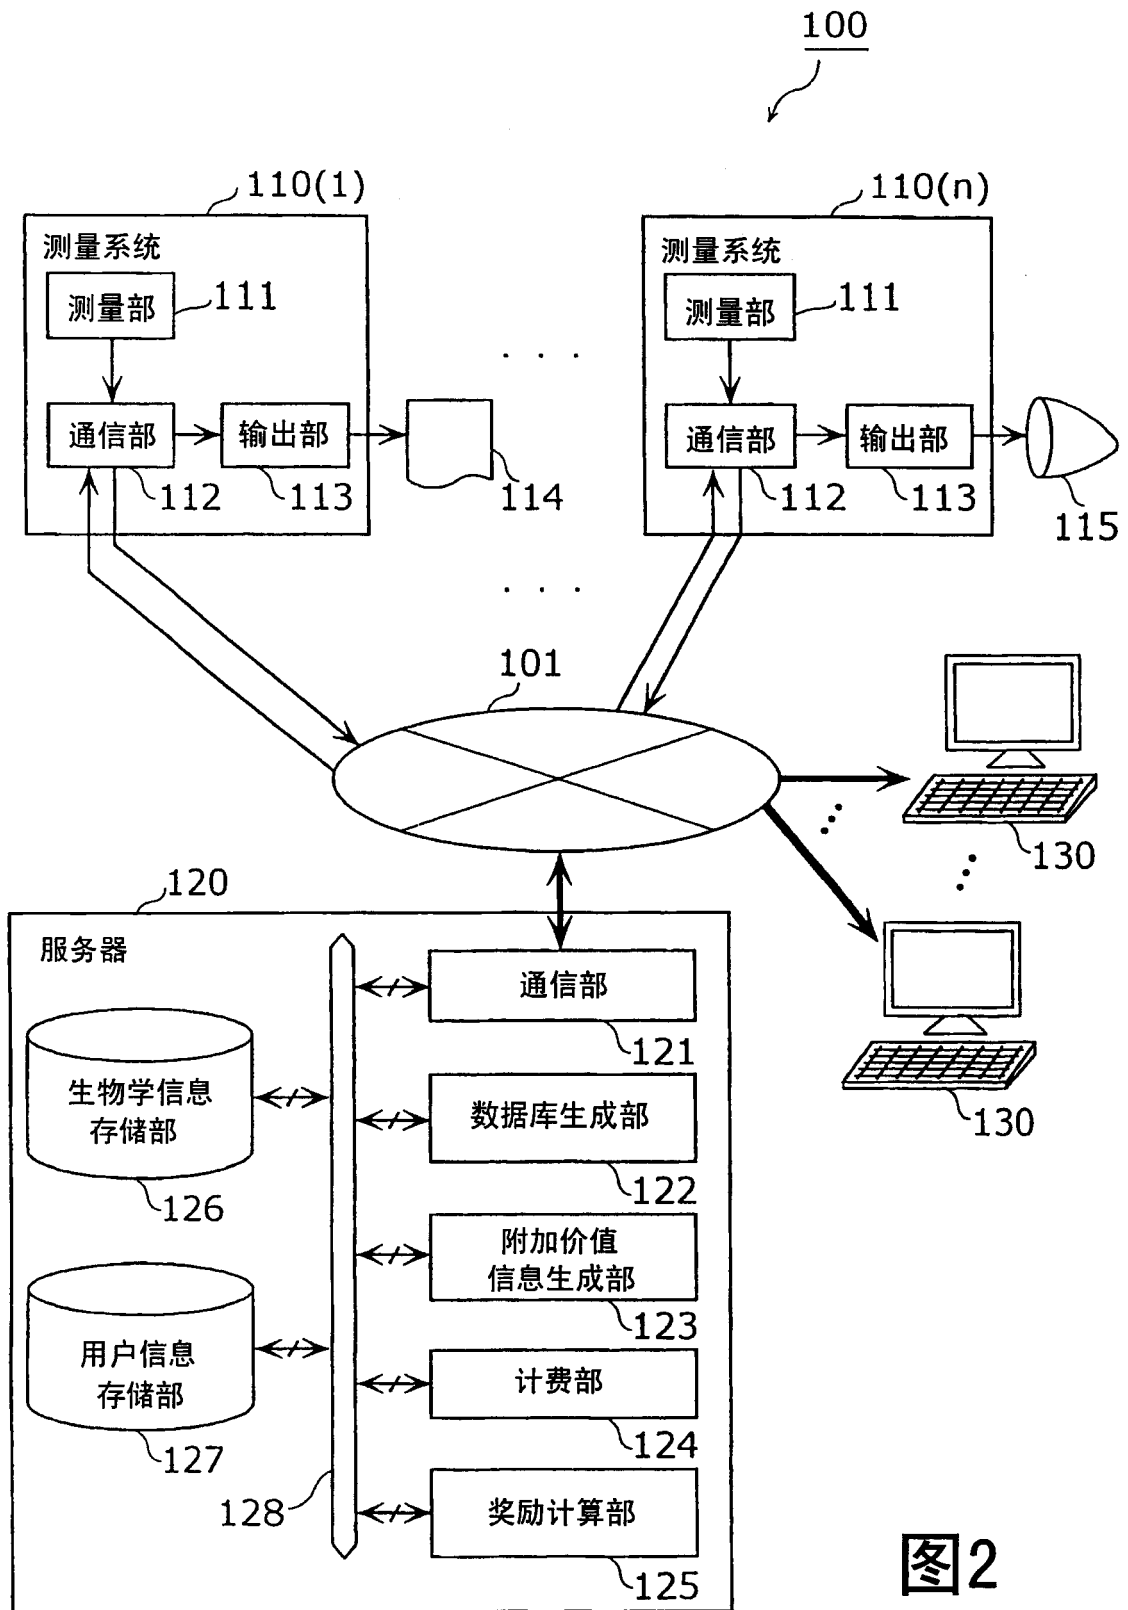 100
110(1)
测量系统
测量部
111
通信部
112
输出部
113
114
. . .
110(n)
测量系统
测量部
111
通信部
112
输出部
113
115
. . .
101
130
130
120
服务器
通信部
121
生物学信息
存储部
126
数据库生成部
122
附加价值
信息生成部
123
用户信息
存储部
127
计费部
124
128
奖励计算部
125
图2